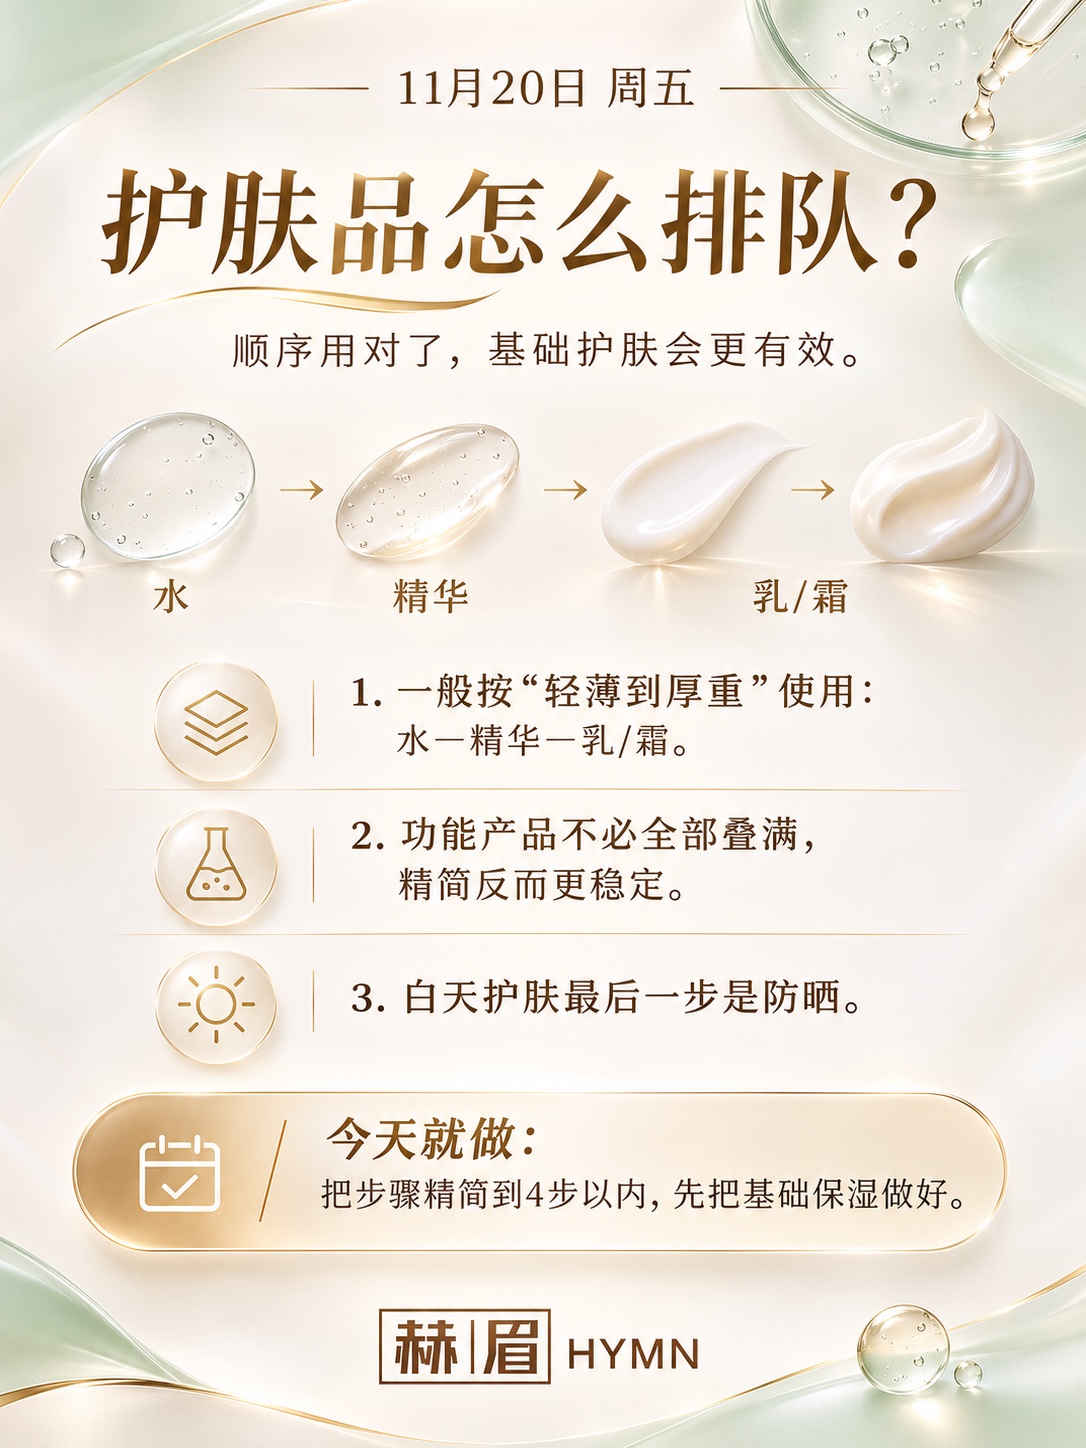 11月20日 周五
护肤品怎么排队?
顺序用对了，基础护肤会更有效。
水
精华
乳/霜
1. 一般按“轻薄到厚重”使用：
水—精华—乳/霜。
2. 功能产品不必全部叠满，
精简反而更稳定。
3. 白天护肤最后一步是防晒。
今天就做：
把步骤精简到4步以内，先把基础保湿做好。
赫|眉 HYMN